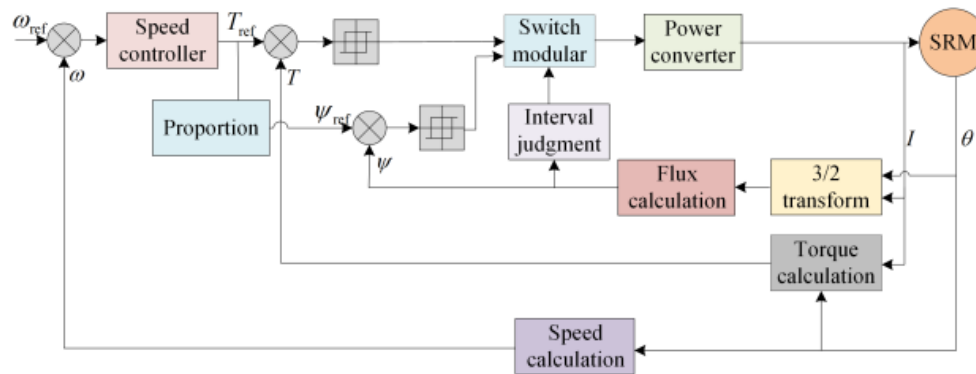 ω_ref
Speed
controller
T_ref
Switch
modular
Power
converter
SRM
ω
T
Proportion
ψ_ref
Interval
judgment
I
θ
ψ
Flux
calculation
3/2
transform
Torque
calculation
Speed
calculation